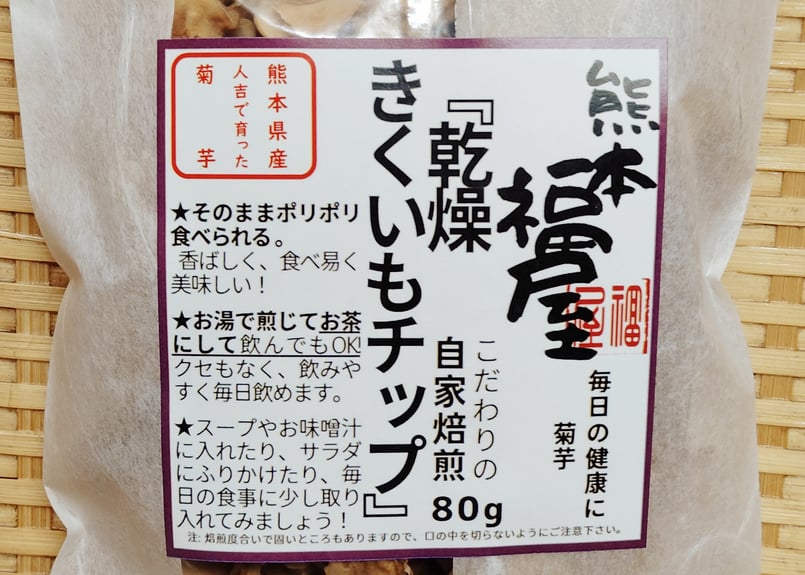 熊本福屋
福屋
毎日の健康に
菊芋
『乾燥
きくいもチップ』
こだわりの
自家焙煎
80g
熊本県産
人吉で育った
菊芋
★そのままポリポリ
食べられる。
香ばしく、食べ易く
美味しい！
★お湯で煎じてお茶
にして飲んでもOK!
クセもなく、飲みや
すく毎日飲めます。
★スープやお味噌汁
に入れたり、サラダ
にふりかけたり、毎
日の食事に少し取り
入れてみましょう！
注: 焙煎度合いで固いところもありますので、口の中を切らないようにご注意下さい。